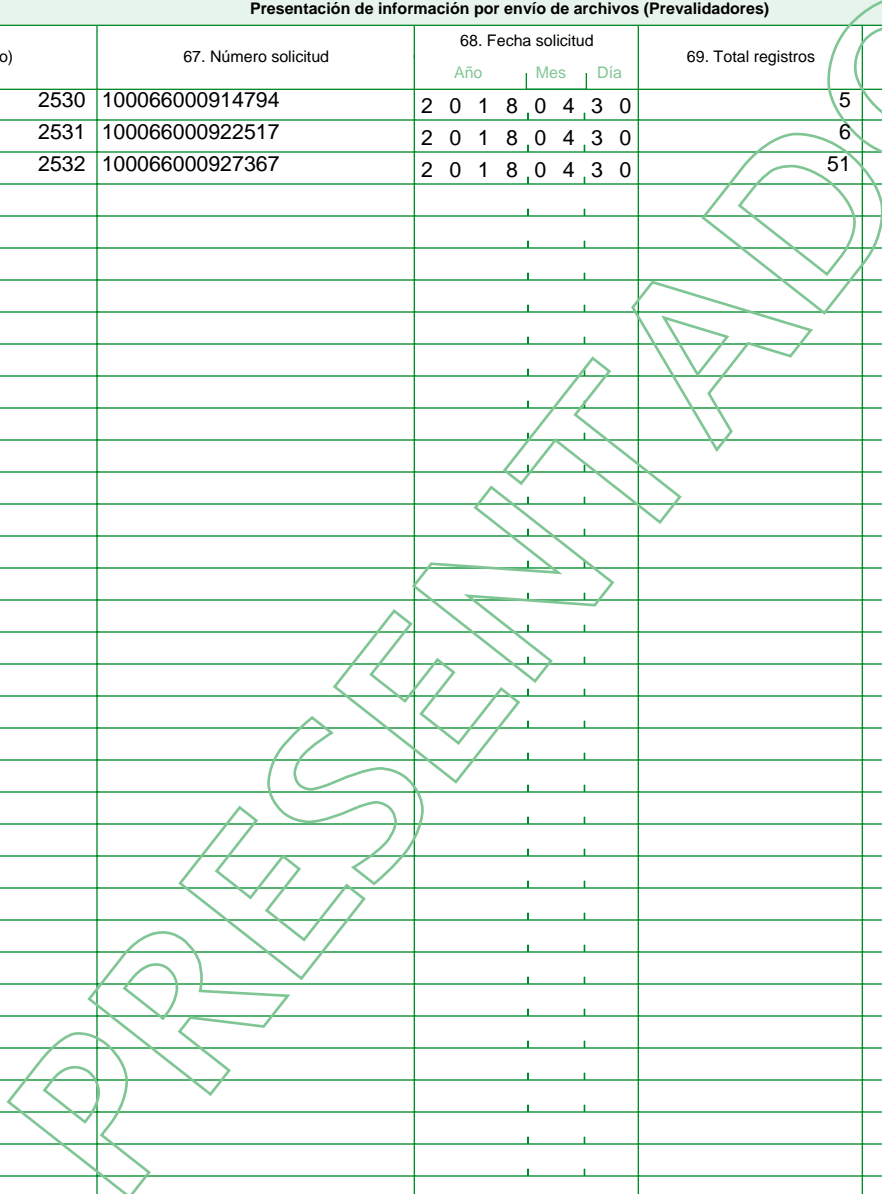 Presentación de información por envío de archivos (Prevalidadores)
o) 67. Número solicitud 68. Fecha solicitud 69. Total registros
Año Mes Día
2530 100066000914794 2 0 1 8 0 4 3 0 5
2531 100066000922517 2 0 1 8 0 4 3 0 6
2532 100066000927367 2 0 1 8 0 4 3 0 51
PRESENTADO